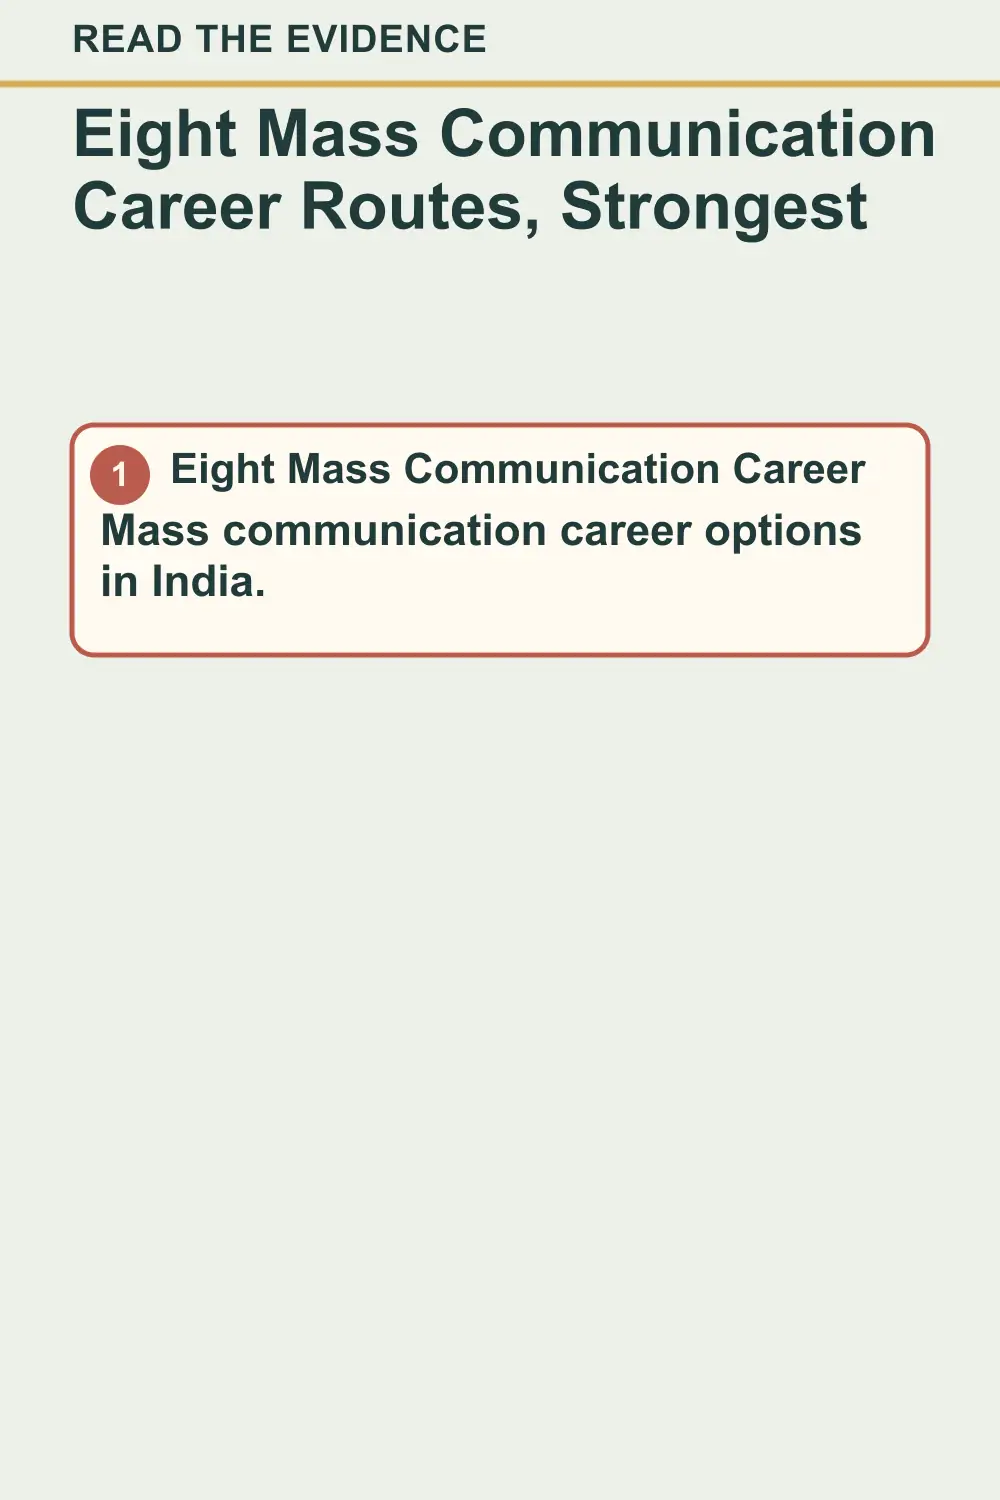 READ THE EVIDENCE
Eight Mass Communication
Career Routes, Strongest
1 Eight Mass Communication Career
Mass communication career options
in India.